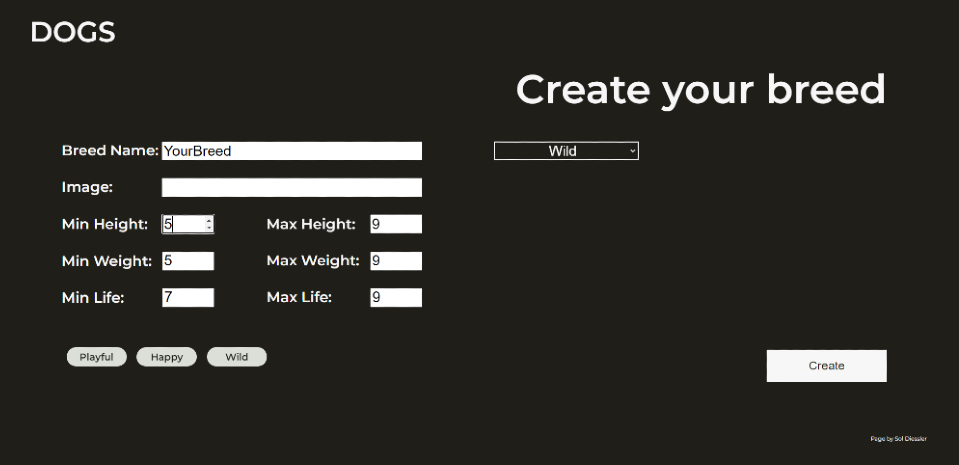 DOGS
Create your breed
Breed Name: YourBreed
Wild
Image:
Min Height: 5 Max Height: 9
Min Weight: 5 Max Weight: 9
Min Life: 7 Max Life: 9
Playful Happy Wild
Create
Page by Sol Diessler